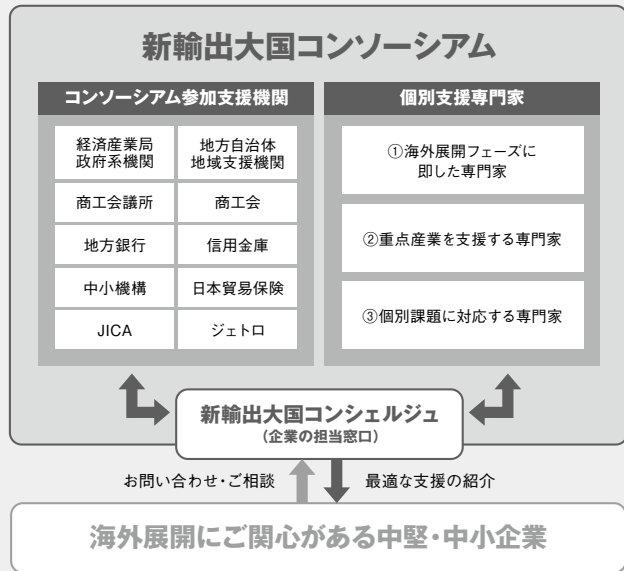 新輸出大国コンソーシアム
コンソーシアム参加支援機関
経済産業局
政府系機関
地方自治体
地域支援機関
商工会議所
商工会
地方銀行
信用金庫
中小機構
日本貿易保険
JICA
ジェトロ
個別支援専門家
①海外展開フェーズに
即した専門家
②重点産業を支援する専門家
③個別課題に対応する専門家
新輸出大国コンシェルジュ
(企業の担当窓口)
お問い合わせ・ご相談
最適な支援の紹介
海外展開にご関心がある中堅・中小企業